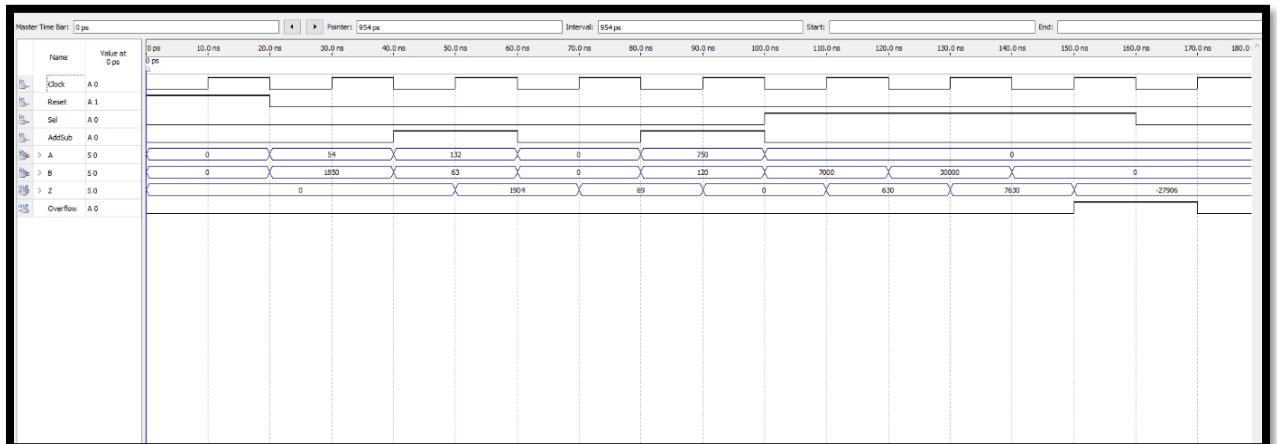 Master Time Bar: 0 ps Pointer: 954 ps Interval: 954 ps Start: End:
Name Value at 0 ps 0 ps 10.0 ns 20.0 ns 30.0 ns 40.0 ns 50.0 ns 60.0 ns 70.0 ns 80.0 ns 90.0 ns 100.0 ns 110.0 ns 120.0 ns 130.0 ns 140.0 ns 150.0 ns 160.0 ns 170.0 ns 180.0
0 ps
Clock A 0
Reset A 1
Sel A 0
AddSub A 0
> A S 0 0 54 132 0 750 0
> B S 0 0 1850 63 0 120 7000 30000 0
> Z S 0 0 1904 69 0 630 7630 -27906
Overflow A 0